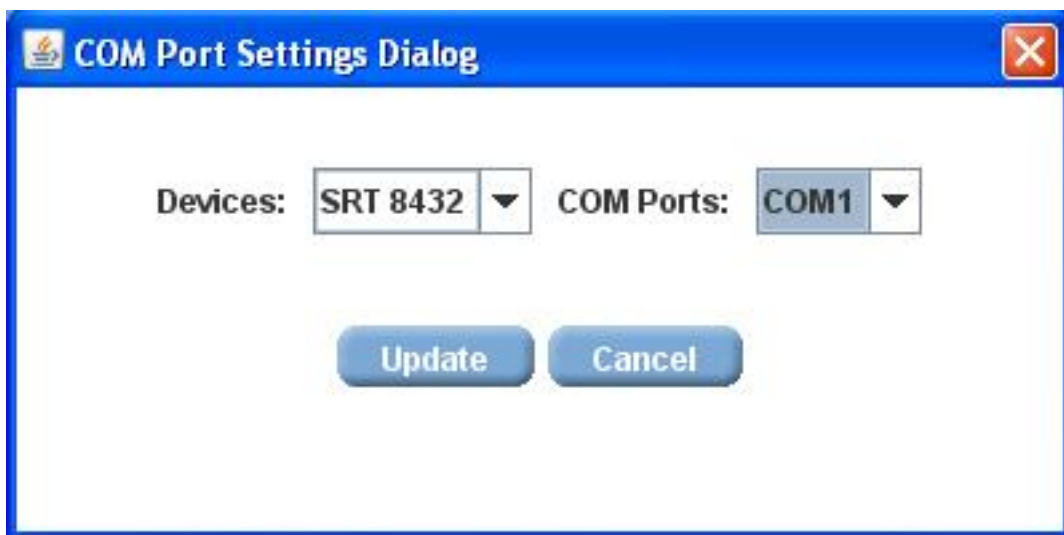 COM Port Settings Dialog
Devices: SRT 8432 COM Ports: COM1
Update Cancel